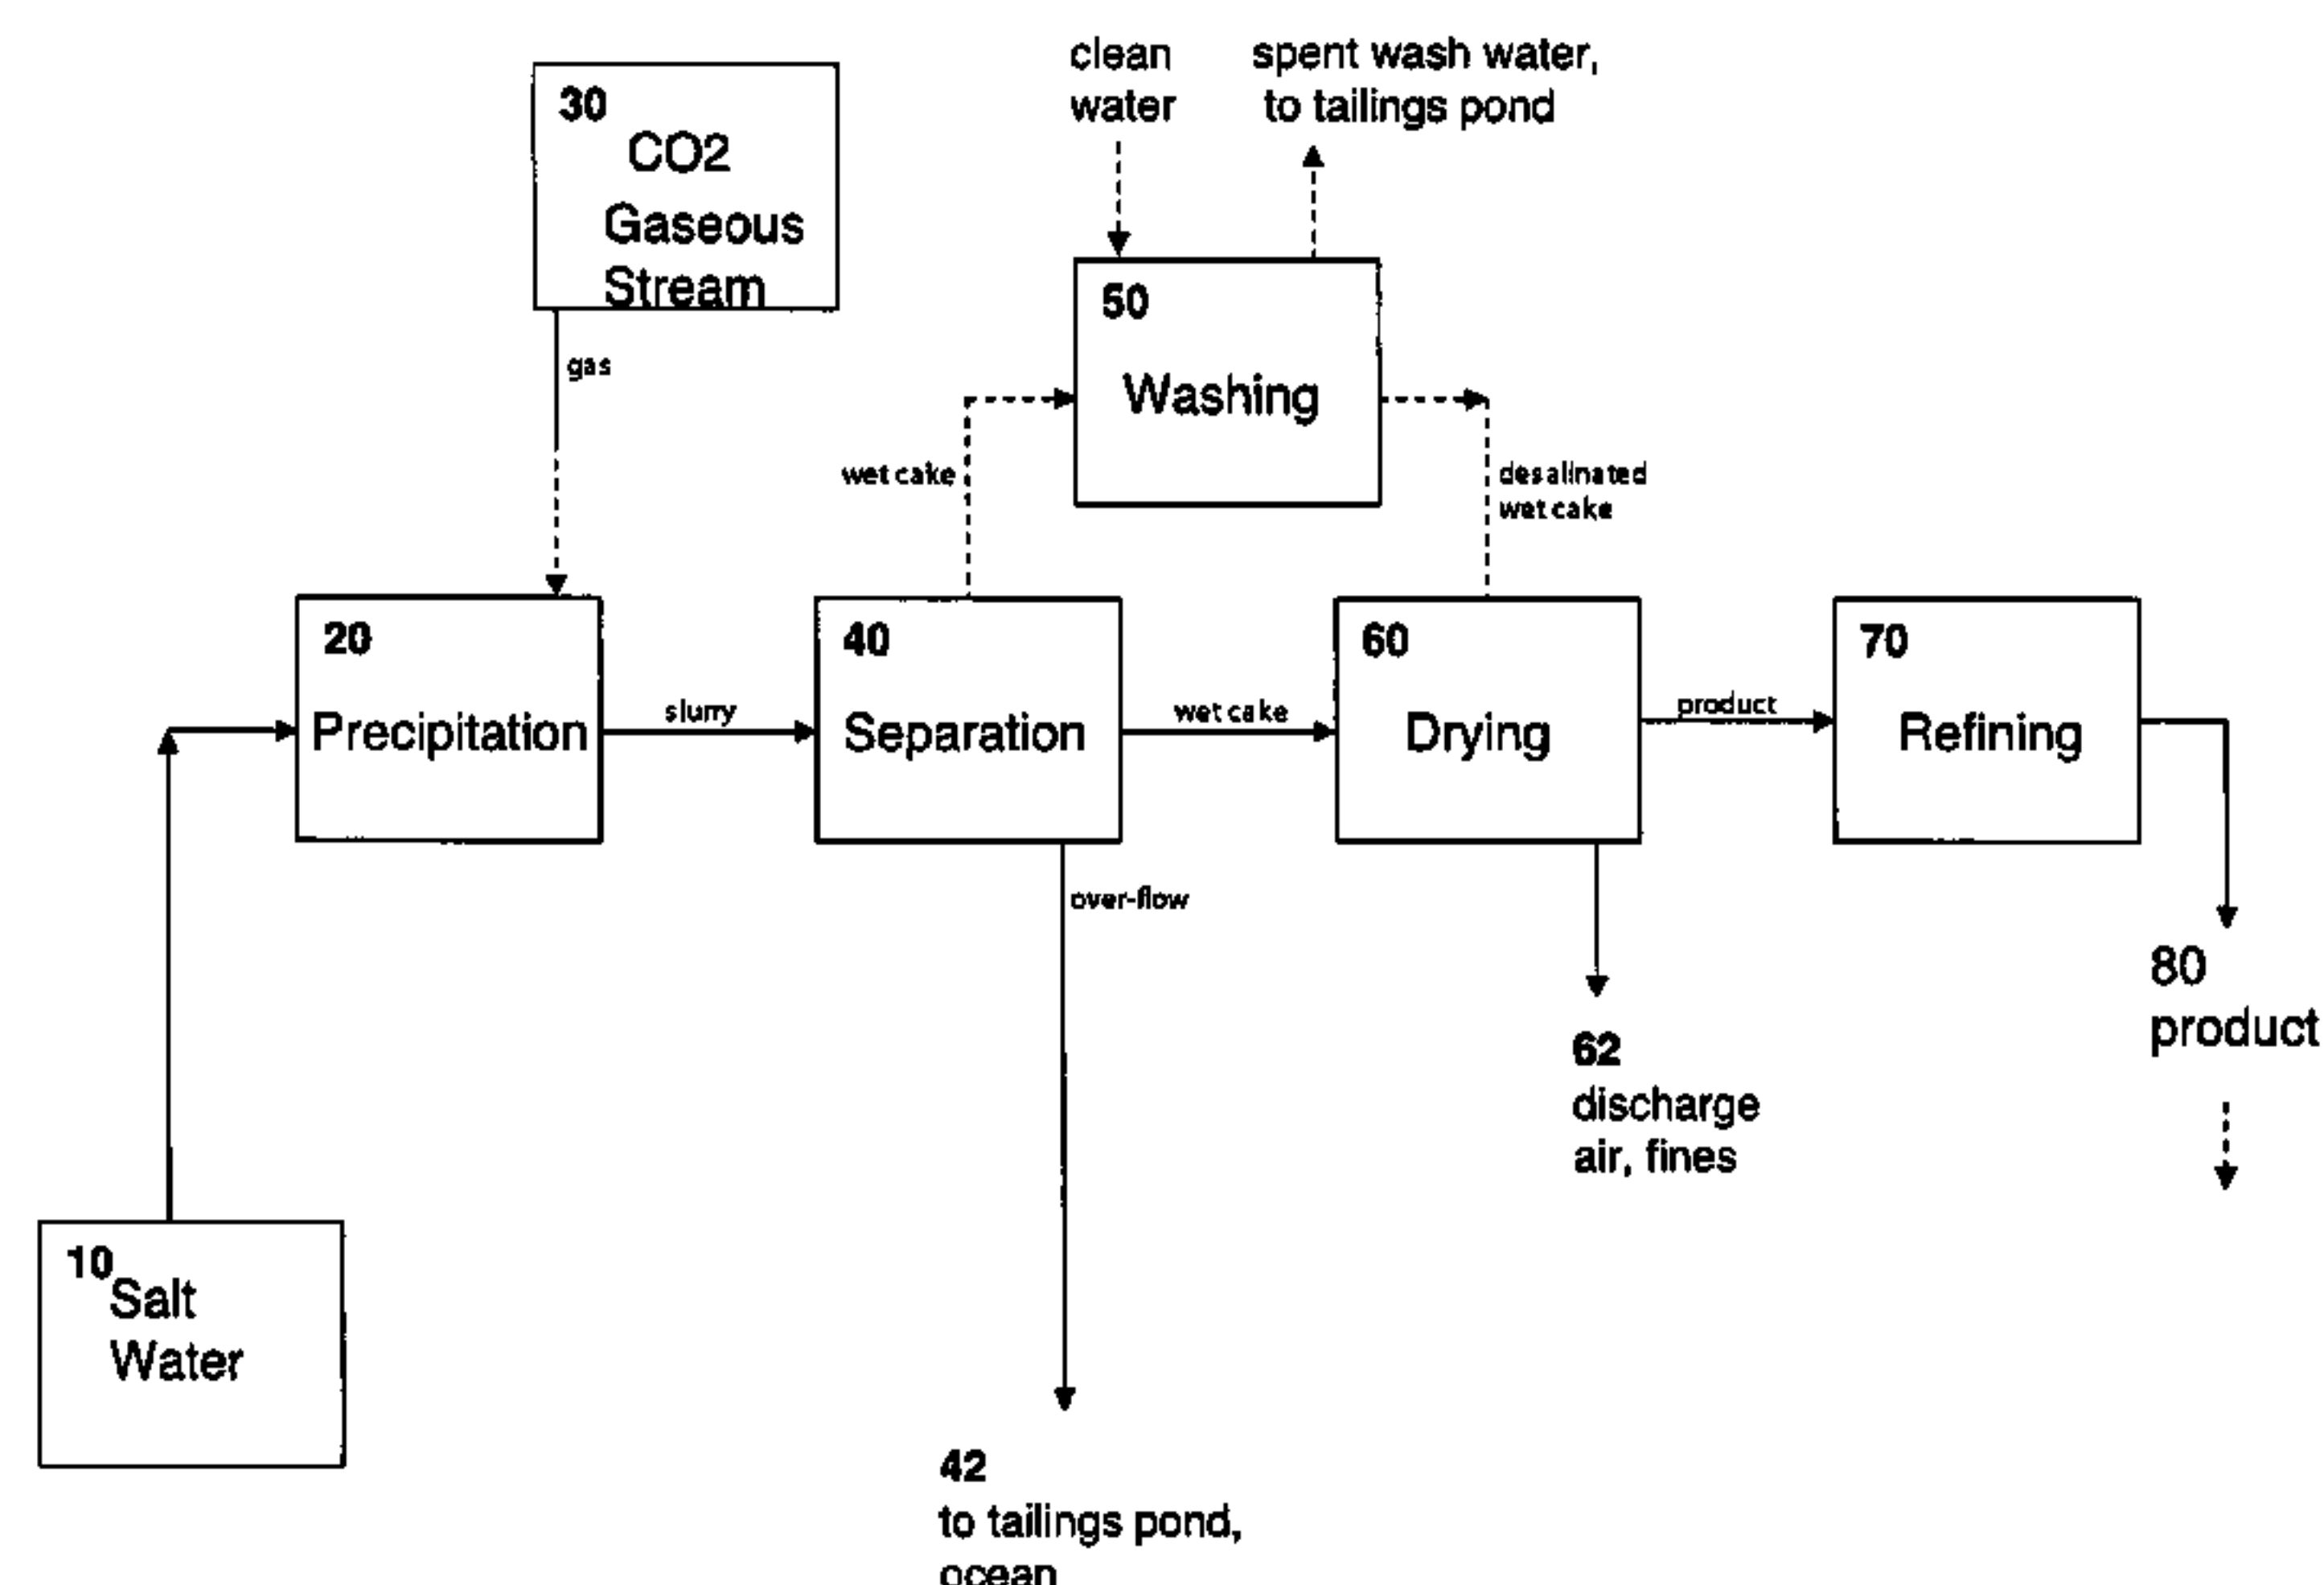 clean
water
spent wash water,
to tailings pond
30
CO2
Gaseous
Stream
gas
50
Washing
wet cake
desalinated
wet cake
20
Precipitation
slurry
40
Separation
wet cake
60
Drying
product
70
Refining
over-flow
80
product
62
discharge
air, fines
10
Salt
Water
42
to tailings pond,
ocean